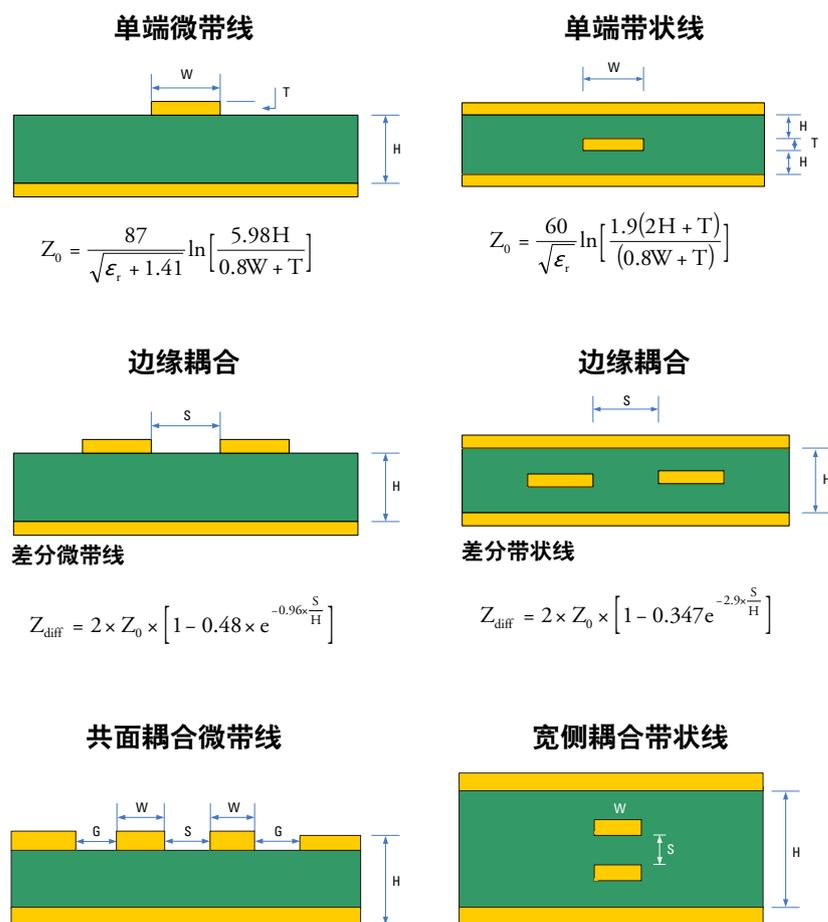 单端微带线
W
T
H
Z₀ = 87 / √(εᵣ + 1.41) ln[5.98H / (0.8W + T)]
单端带状线
W
H
T
H
Z₀ = 60 / √εᵣ ln[1.9(2H + T) / (0.8W + T)]
边缘耦合
S
H
差分微带线
Z_diff = 2 × Z₀ × [1 − 0.48 × e^(−0.96×S/H)]
边缘耦合
S
H
差分带状线
Z_diff = 2 × Z₀ × [1 − 0.347e^(−2.9×S/H)]
共面耦合微带线
W W
G S G
H
宽侧耦合带状线
W
S
H